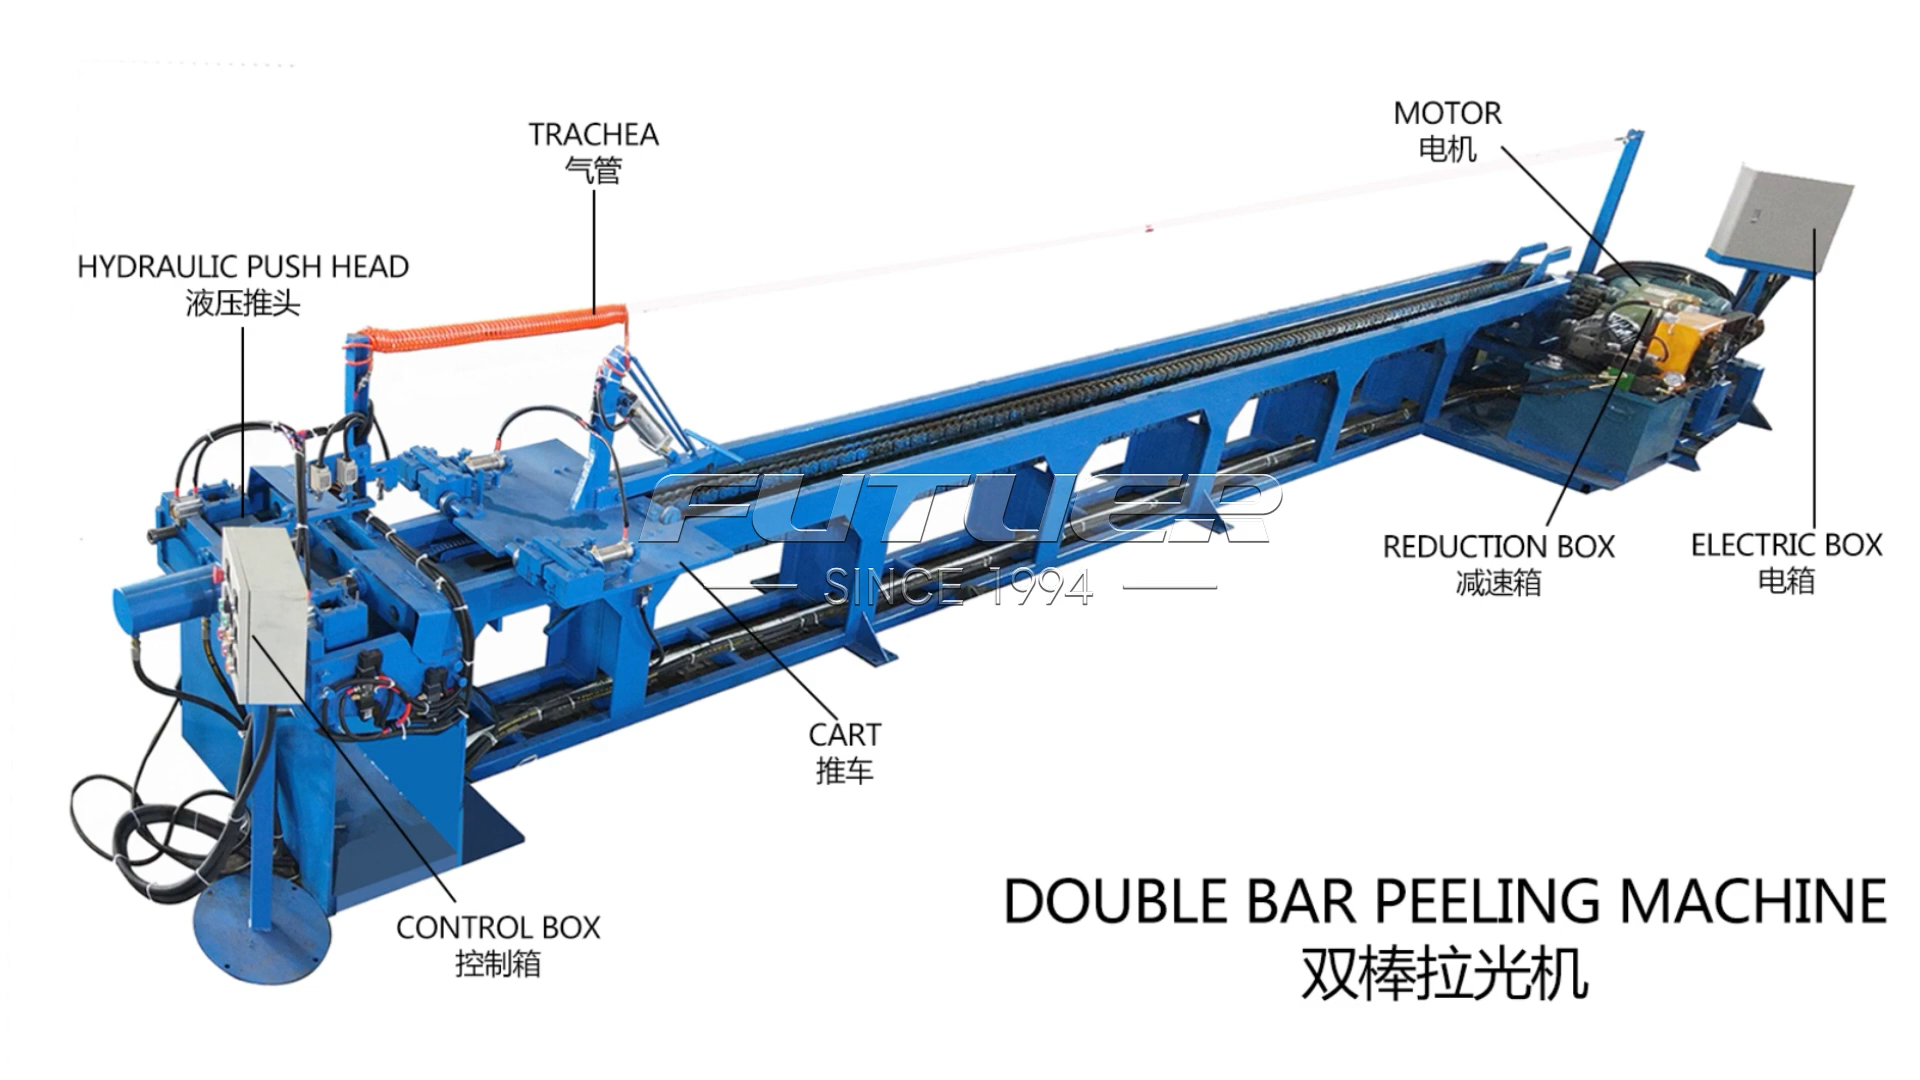 MOTOR
电机
TRACHEA
气管
HYDRAULIC PUSH HEAD
液压推头
FUTUER
SINCE 1994
REDUCTION BOX
减速箱
ELECTRIC BOX
电箱
CART
推车
CONTROL BOX
控制箱
DOUBLE BAR PEELING MACHINE
双棒拉光机